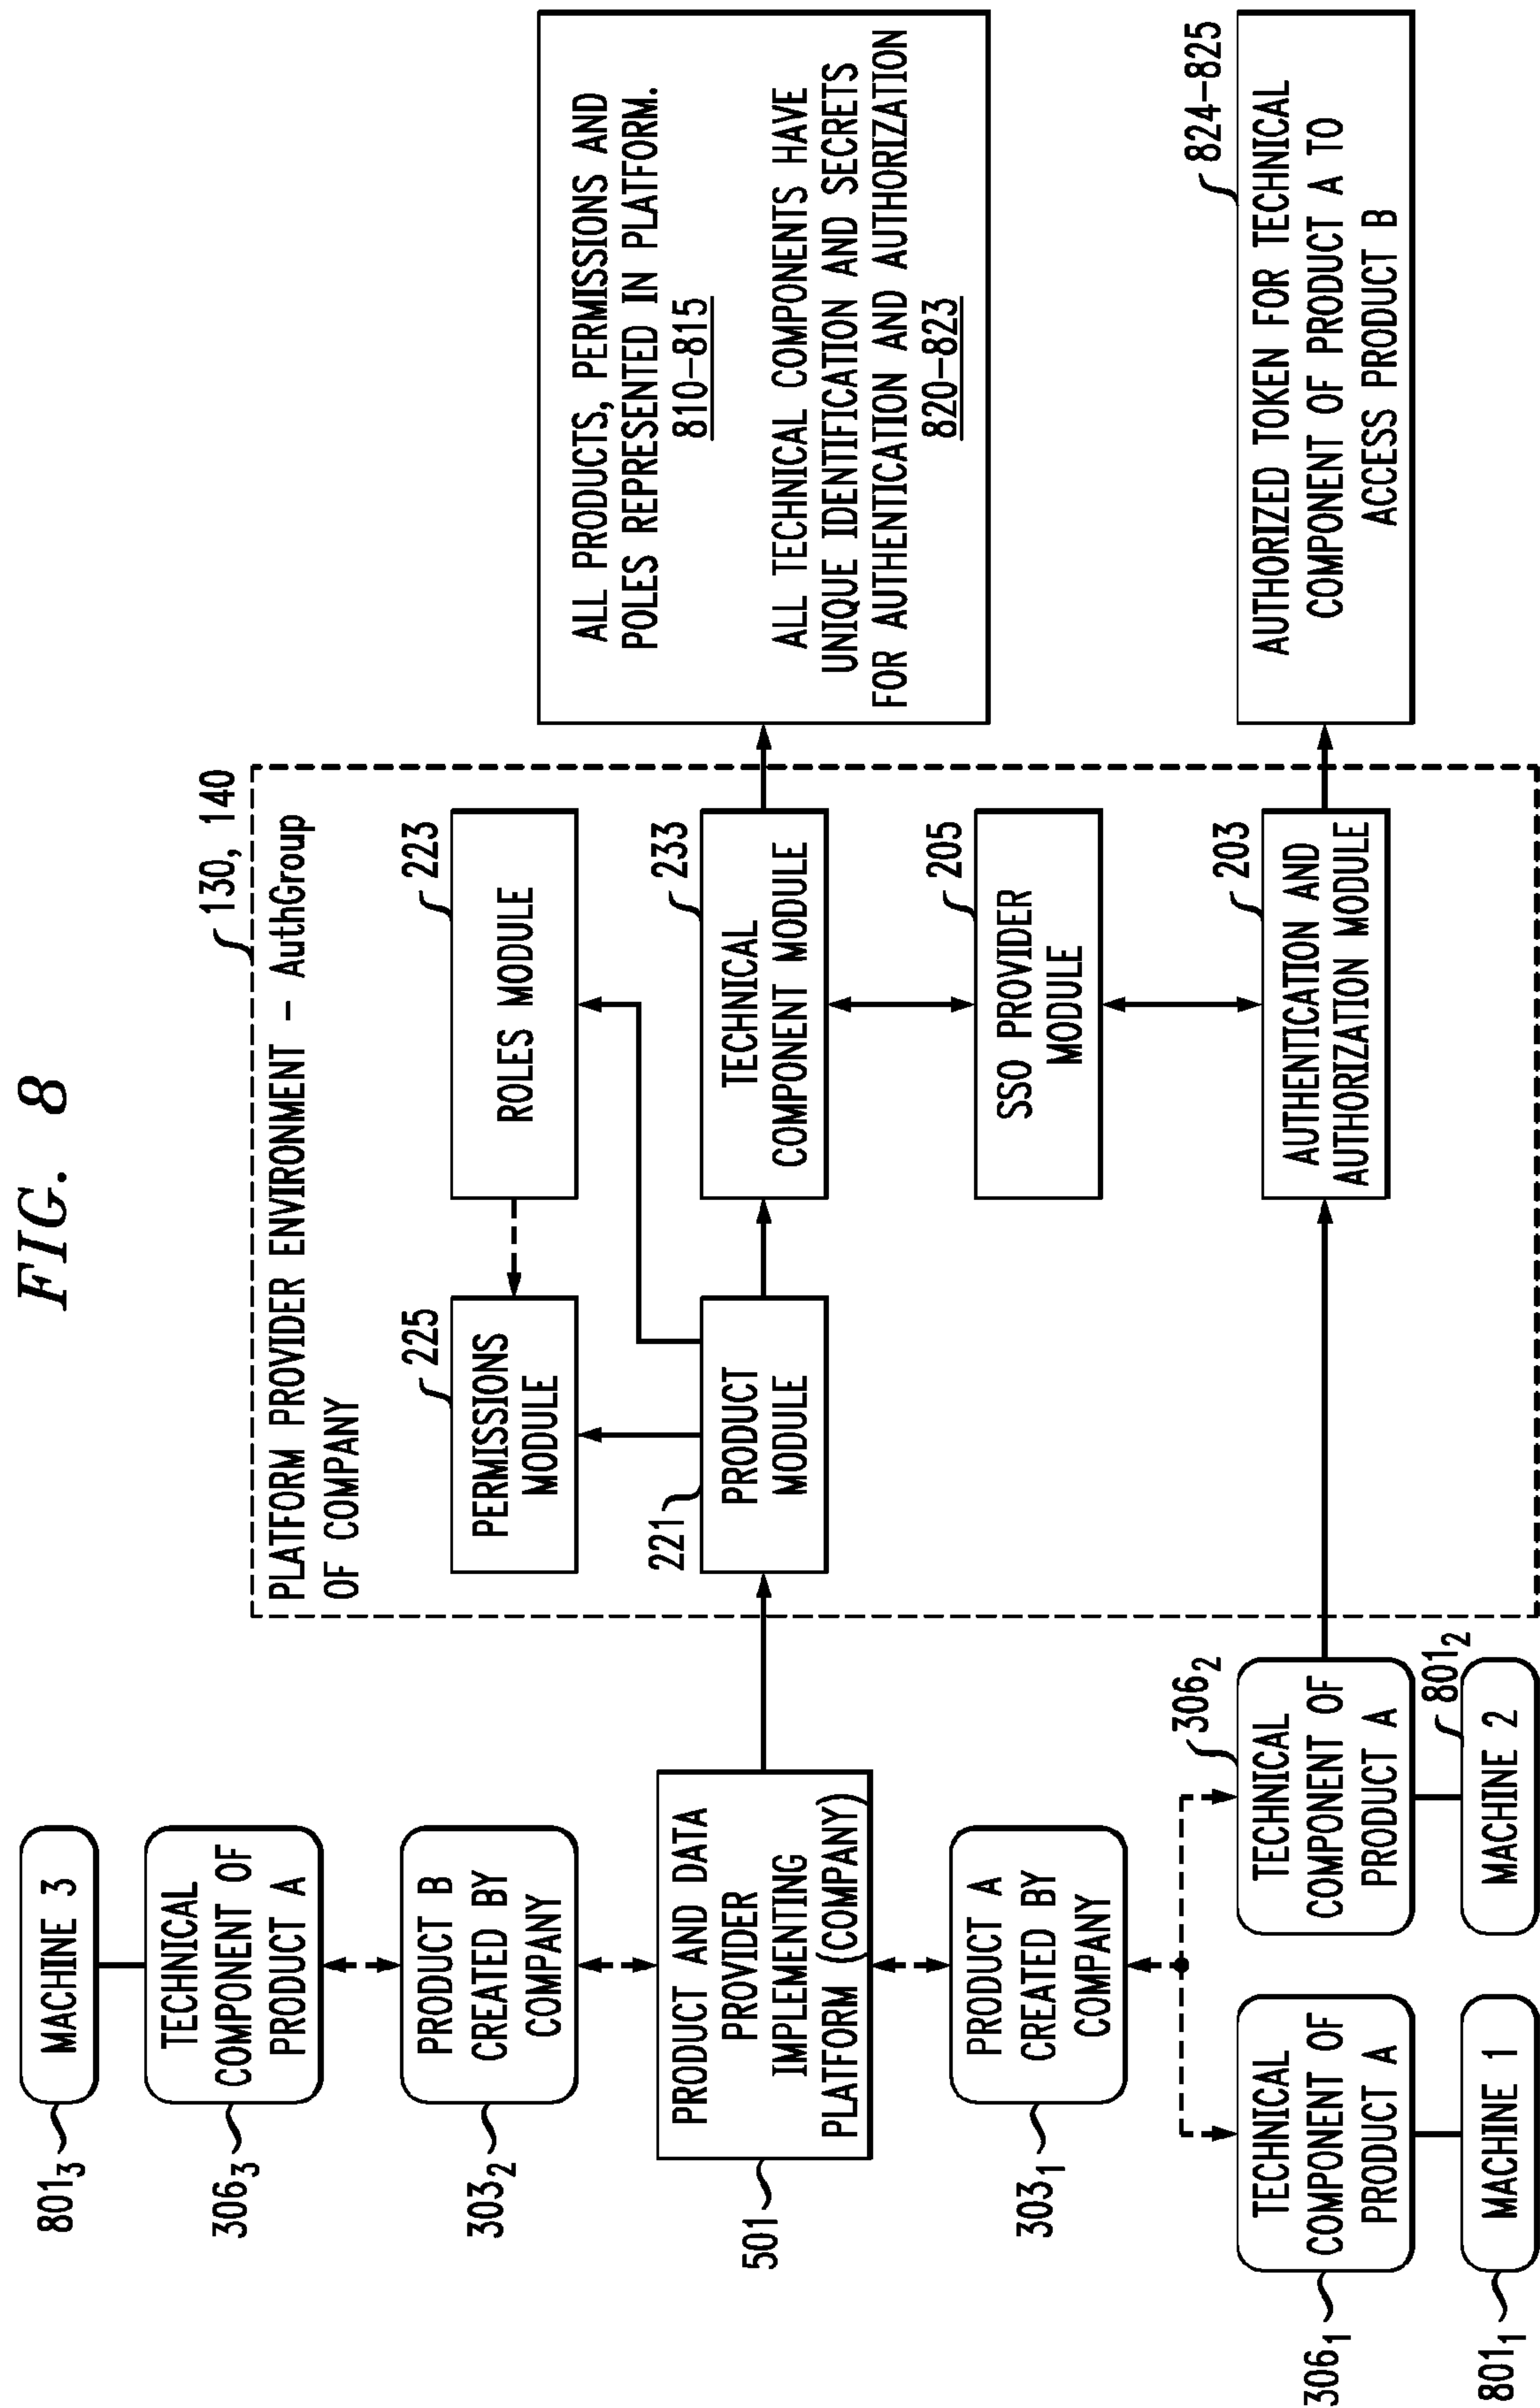 FIG. 8
801₃
MACHINE 3
306₃
TECHNICAL
COMPONENT OF
PRODUCT A
303₂
PRODUCT B
CREATED BY
COMPANY
501
PRODUCT AND DATA
PROVIDER
IMPLEMENTING
PLATFORM (COMPANY)
303₁
PRODUCT A
CREATED BY
COMPANY
306₁
TECHNICAL
COMPONENT OF
PRODUCT A
801₁
MACHINE 1
306₂
TECHNICAL
COMPONENT OF
PRODUCT A
801₂
MACHINE 2
130, 140
PLATFORM PROVIDER ENVIRONMENT – AuthGroup
OF COMPANY
225
PERMISSIONS
MODULE
223
ROLES MODULE
221
PRODUCT
MODULE
233
TECHNICAL
COMPONENT MODULE
205
SSO PROVIDER
MODULE
203
AUTHENTICATION AND
AUTHORIZATION MODULE
ALL PRODUCTS, PERMISSIONS AND
POLES REPRESENTED IN PLATFORM.
810–815
ALL TECHNICAL COMPONENTS HAVE
UNIQUE IDENTIFICATION AND SECRETS
FOR AUTHENTICATION AND AUTHORIZATION
820–823
824–825
AUTHORIZED TOKEN FOR TECHNICAL
COMPONENT OF PRODUCT A TO
ACCESS PRODUCT B